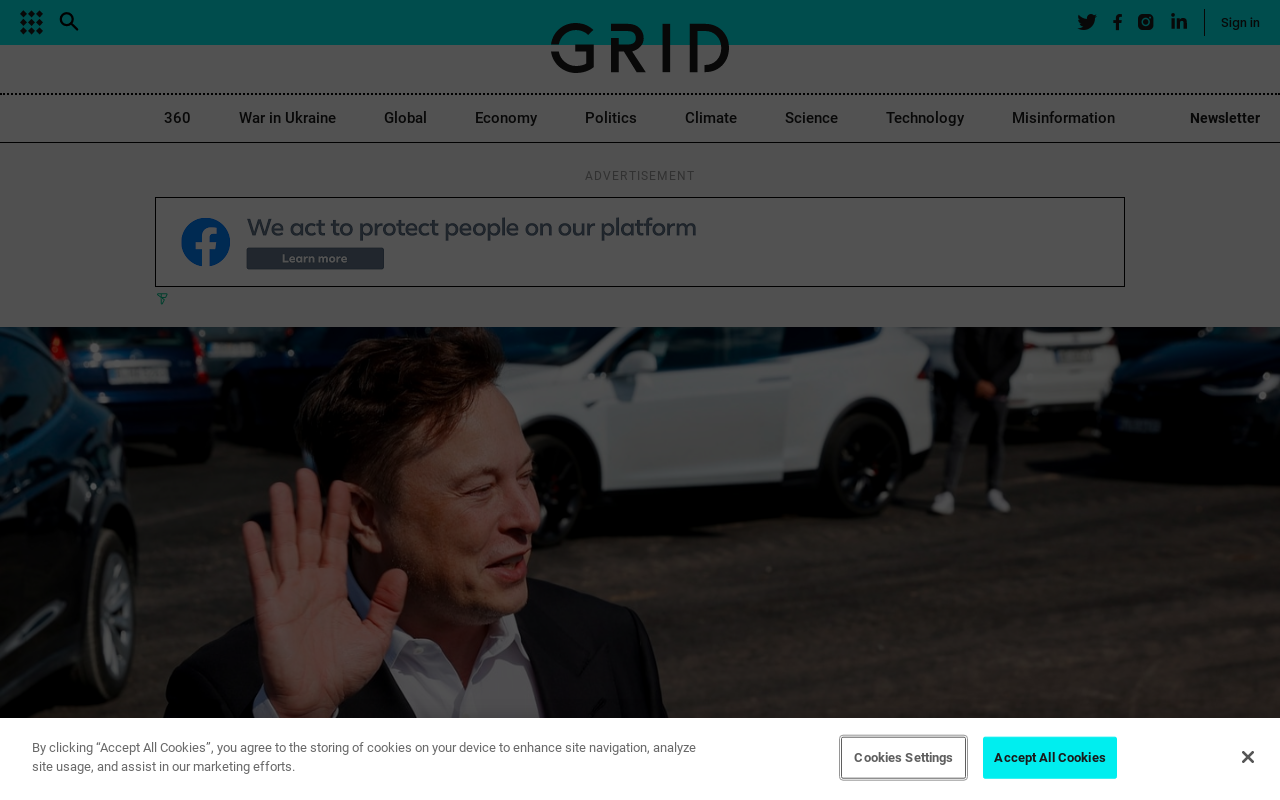 Sign in
GRID
360 War in Ukraine Global Economy Politics Climate Science Technology Misinformation Newsletter
ADVERTISEMENT
We act to protect people on our platform
Learn more
By clicking “Accept All Cookies”, you agree to the storing of cookies on your device to enhance site navigation, analyze
site usage, and assist in our marketing efforts.
Cookies Settings
Accept All Cookies